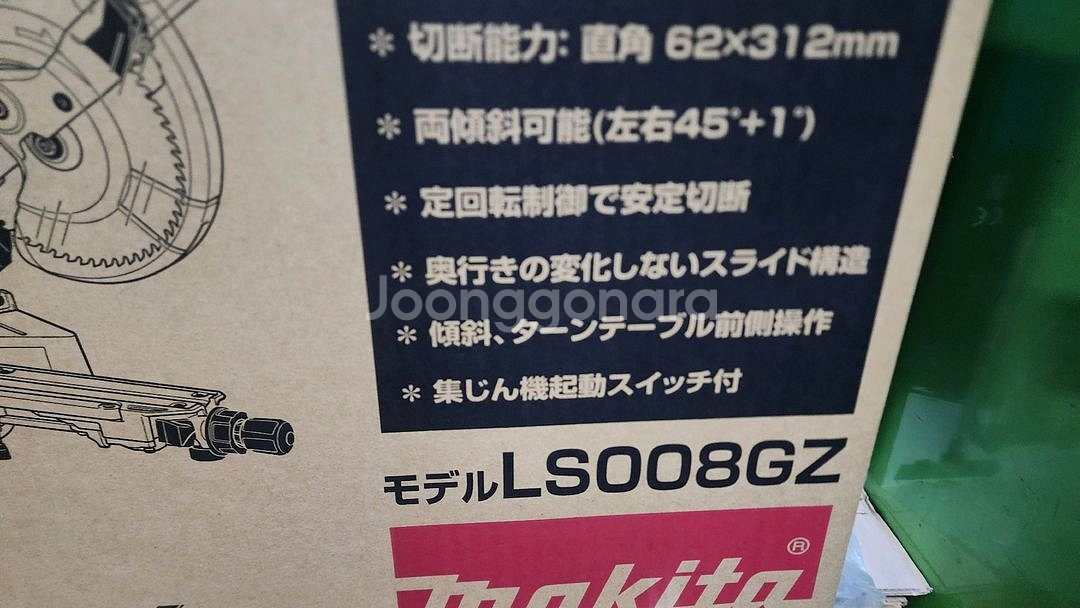 * 切断能力: 直角 62×312mm
* 両傾斜可能(左右45°+1°)
* 定回転制御で安定切断
* 奥行きの変化しないスライド構造
Joonggonara
* 傾斜、ターンテーブル前側操作
* 集じん機起動スイッチ付
モデルLS008GZ
makita®